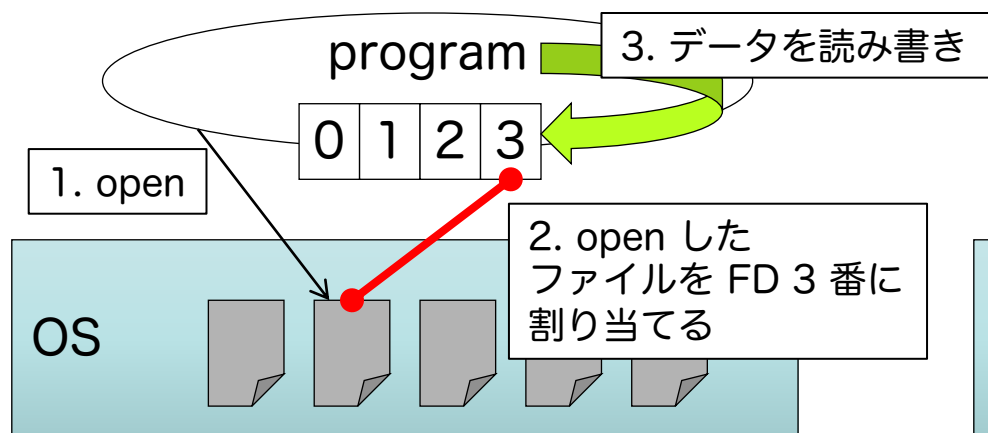 program
3. データを読み書き
0 1 2 3
1. open
2. open した
ファイルを FD 3 番に
割り当てる
OS